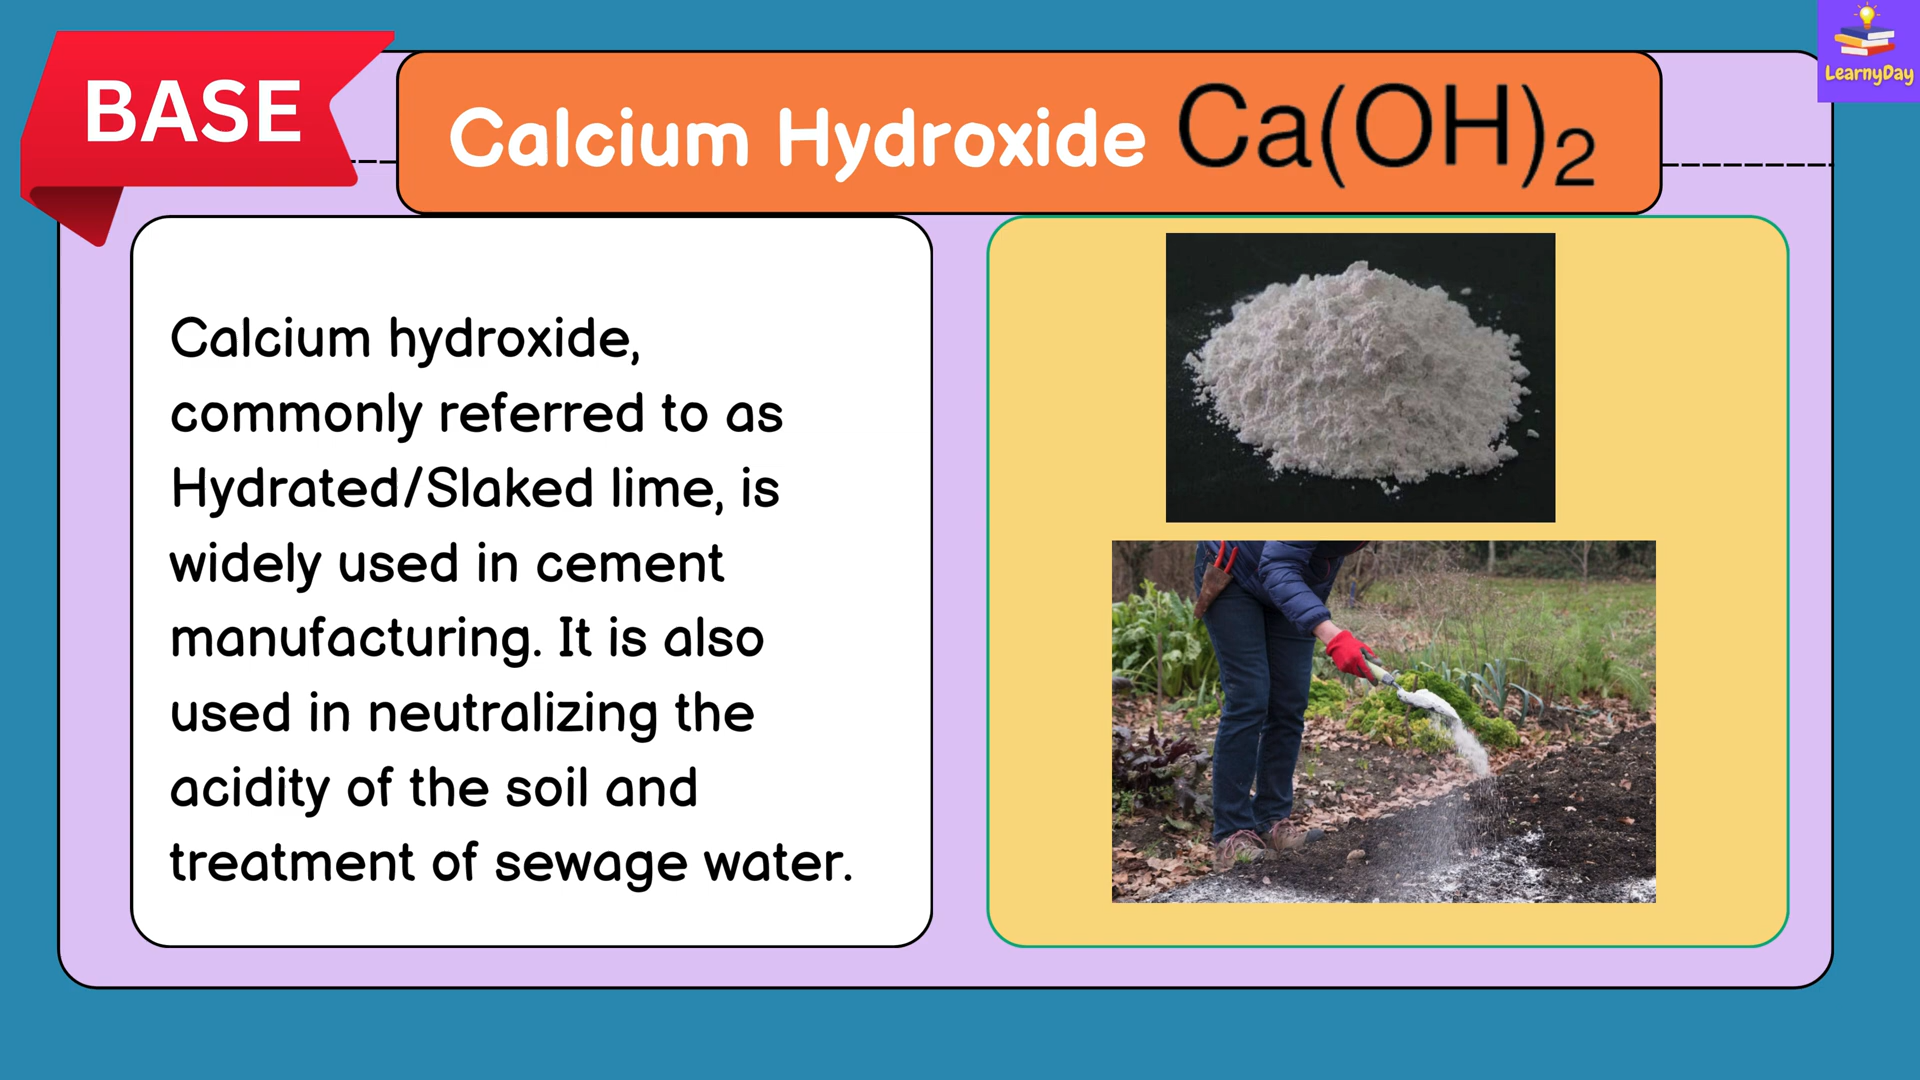 BASE
Calcium Hydroxide Ca(OH)₂
LearnyDay
Calcium hydroxide,
commonly referred to as
Hydrated/Slaked lime, is
widely used in cement
manufacturing. It is also
used in neutralizing the
acidity of the soil and
treatment of sewage water.